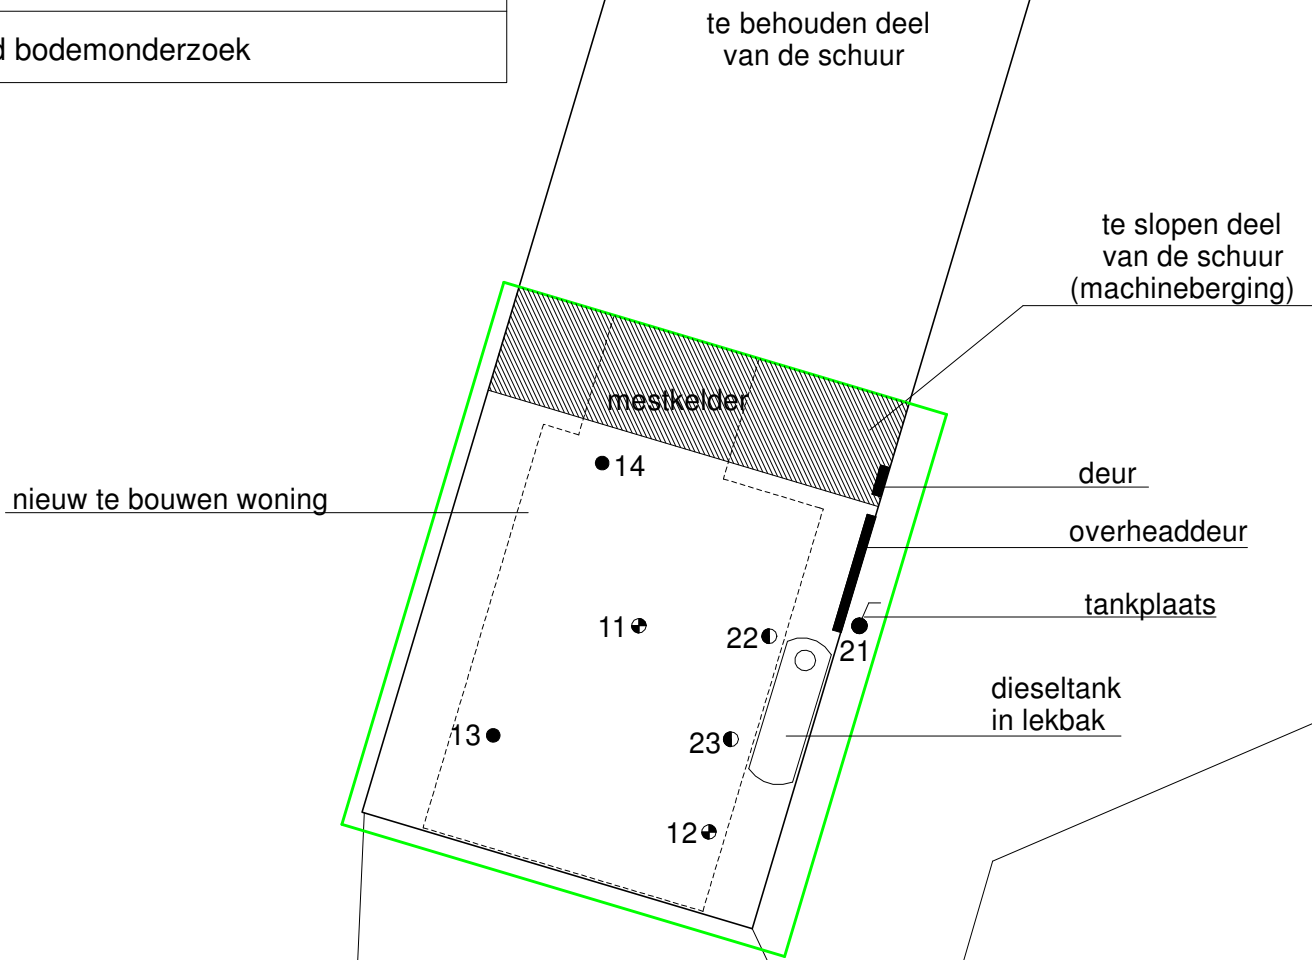 te behouden deel
van de schuur
d bodemonderzoek
te slopen deel
van de schuur
(machineberging)
mestkelder
14
deur
nieuw te bouwen woning
overheaddeur
tankplaats
11
22
21
dieseltank
in lekbak
13
23
12